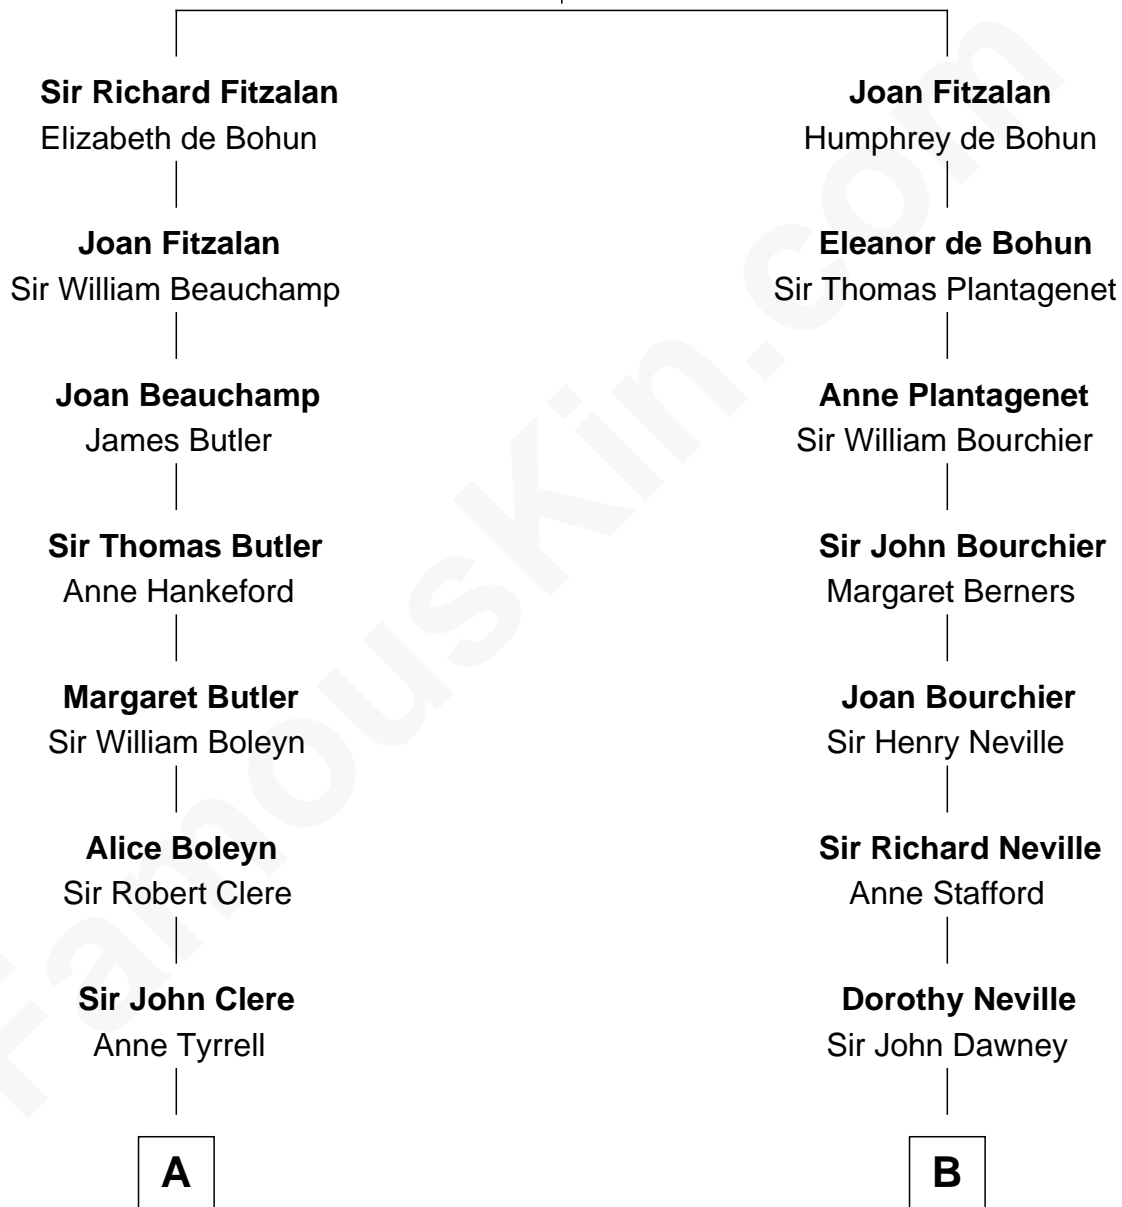 Sir Richard Fitzalan
Elizabeth de Bohun
Joan Fitzalan
Sir William Beauchamp
Joan Beauchamp
James Butler
Sir Thomas Butler
Anne Hankeford
Margaret Butler
Sir William Boleyn
Alice Boleyn
Sir Robert Clere
Sir John Clere
Anne Tyrrell
A
Joan Fitzalan
Humphrey de Bohun
Eleanor de Bohun
Sir Thomas Plantagenet
Anne Plantagenet
Sir William Bourchier
Sir John Bourchier
Margaret Berners
Joan Bourchier
Sir Henry Neville
Sir Richard Neville
Anne Stafford
Dorothy Neville
Sir John Dawney
B
FamousKin.com